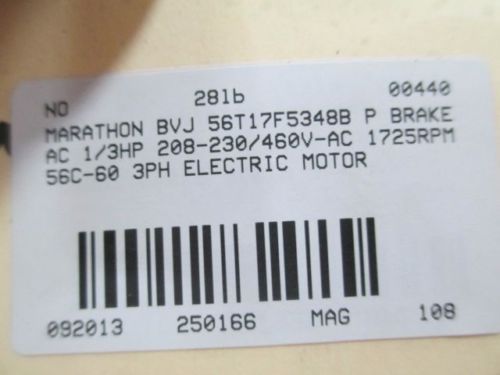 NO 28lb 00440
MARATHON BVJ 56T17F5348B P BRAKE
AC 1/3HP 208-230/460V-AC 1725RPM
56C-60 3PH ELECTRIC MOTOR
092013 250166 MAG 108